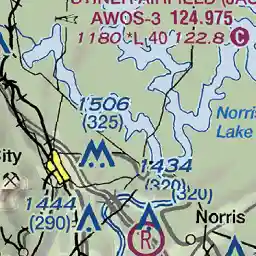 AWOS-3 124.975
1180 *L 40 122.8 C
1506
(325)
Norris
Lake
City
1434
(320)
(320)
1444
(290)
Norris
R